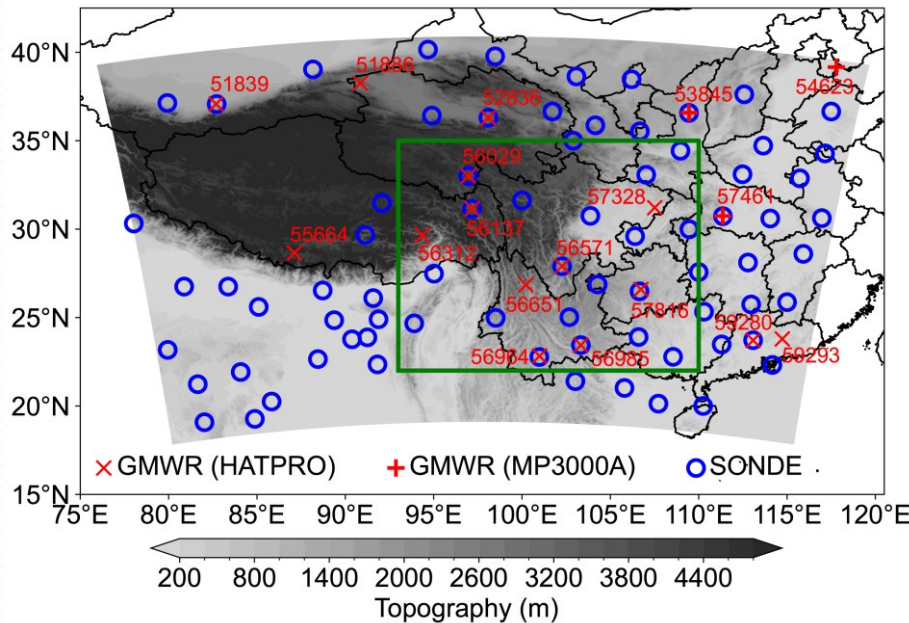 40°N
35°N
30°N
25°N
20°N
15°N
51839
51886
52836
53845
54623
56029
57328
57461
55664
56137
56312
56571
56651
57816
59280
59293
56964
56985
GMWR (HATPRO) GMWR (MP3000A) SONDE
75°E 80°E 85°E 90°E 95°E 100°E 105°E 110°E 115°E 120°E
200 800 1400 2000 2600 3200 3800 4400
Topography (m)